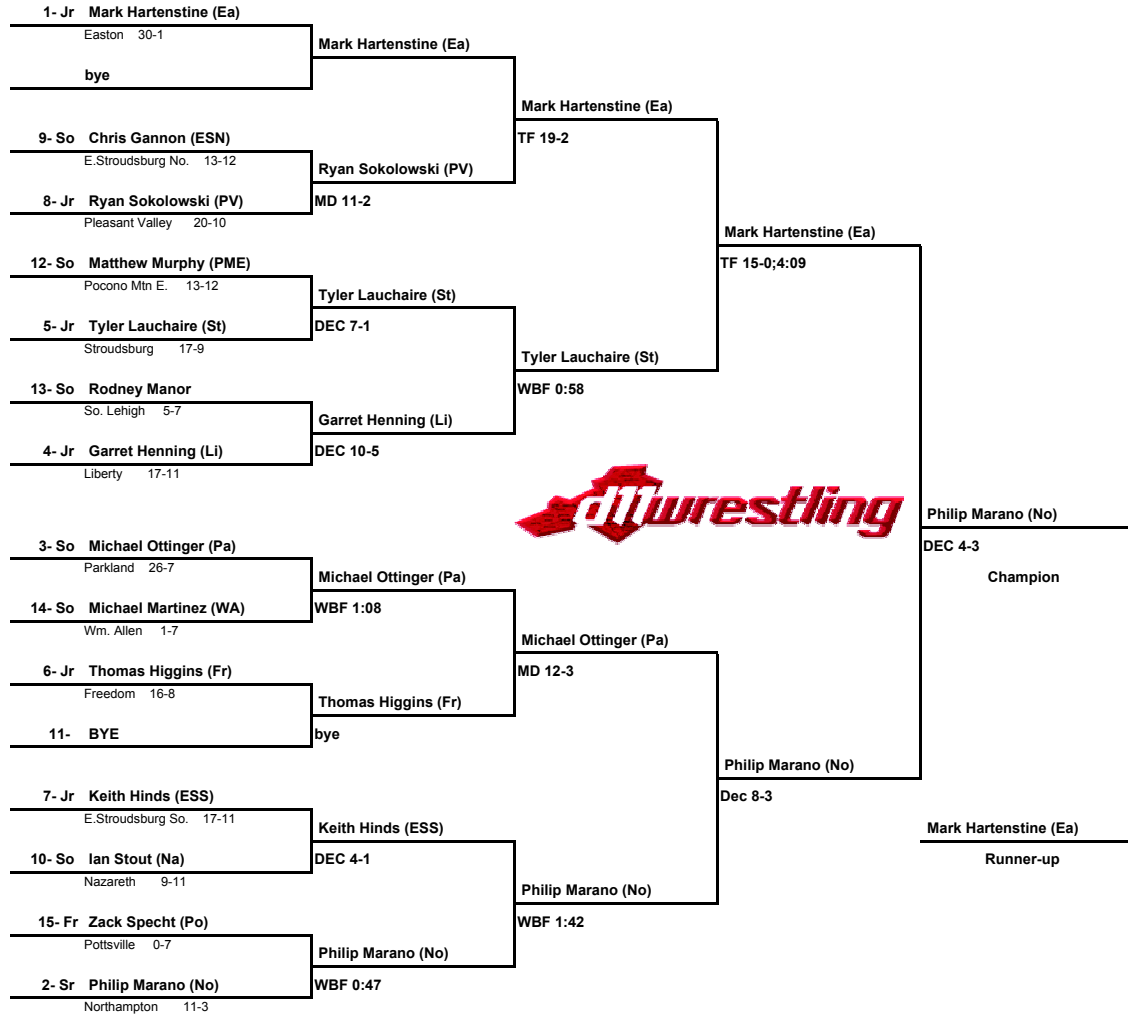 1- Jr Mark Hartenstine (Ea)
Easton 30-1
Mark Hartenstine (Ea)
bye
Mark Hartenstine (Ea)
9- So Chris Gannon (ESN)
TF 19-2
E.Stroudsburg No. 13-12
Ryan Sokolowski (PV)
8- Jr Ryan Sokolowski (PV)
MD 11-2
Pleasant Valley 20-10
Mark Hartenstine (Ea)
12- So Matthew Murphy (PME)
TF 15-0;4:09
Pocono Mtn E. 13-12
Tyler Lauchaire (St)
5- Jr Tyler Lauchaire (St)
DEC 7-1
Stroudsburg 17-9
Tyler Lauchaire (St)
13- So Rodney Manor
WBF 0:58
So. Lehigh 5-7
Garret Henning (Li)
4- Jr Garret Henning (Li)
DEC 10-5
Liberty 17-11
d11wrestling
Philip Marano (No)
3- So Michael Ottinger (Pa)
DEC 4-3
Parkland 26-7
Michael Ottinger (Pa)
Champion
14- So Michael Martinez (WA)
WBF 1:08
Wm. Allen 1-7
Michael Ottinger (Pa)
6- Jr Thomas Higgins (Fr)
MD 12-3
Freedom 16-8
Thomas Higgins (Fr)
11- BYE
bye
Philip Marano (No)
7- Jr Keith Hinds (ESS)
Dec 8-3
E.Stroudsburg So. 17-11
Keith Hinds (ESS)
Mark Hartenstine (Ea)
10- So Ian Stout (Na)
DEC 4-1
Runner-up
Nazareth 9-11
Philip Marano (No)
15- Fr Zack Specht (Po)
WBF 1:42
Pottsville 0-7
Philip Marano (No)
2- Sr Philip Marano (No)
WBF 0:47
Northampton 11-3